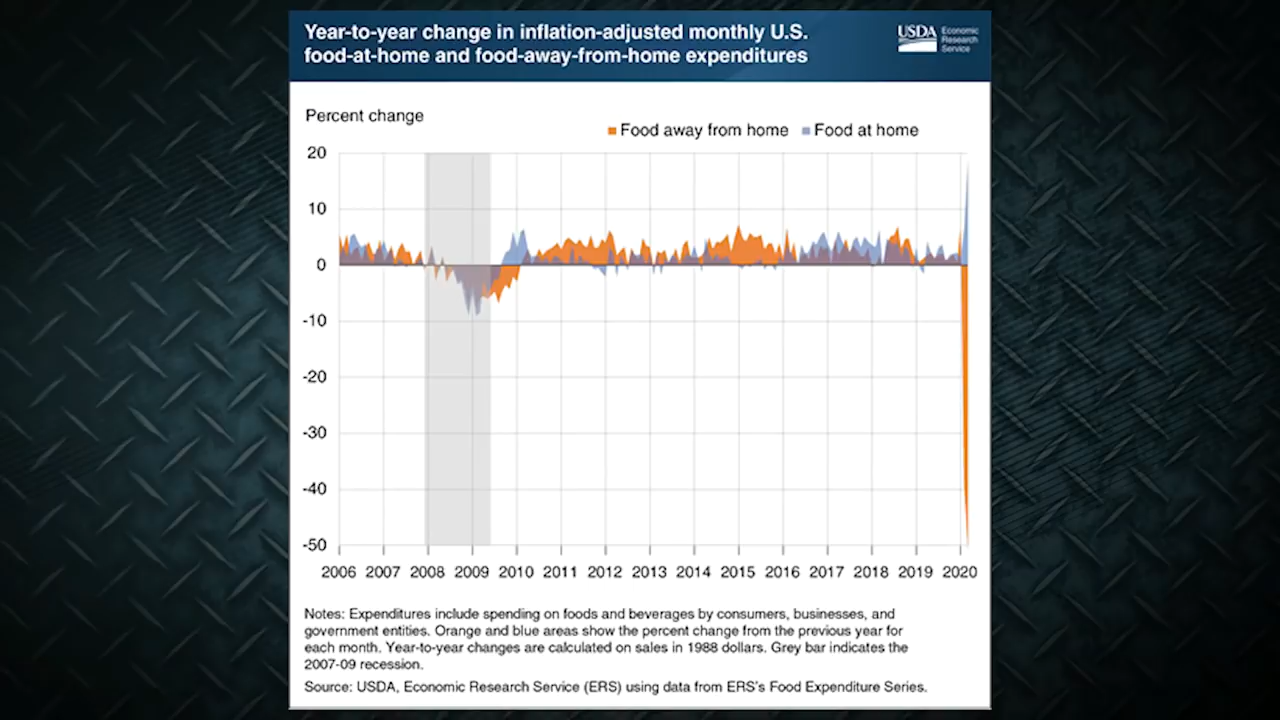 Year-to-year change in inflation-adjusted monthly U.S.
food-at-home and food-away-from-home expenditures
USDA Economic
Research
Service
Percent change
Food away from home Food at home
20
10
0
-10
-20
-30
-40
-50
2006 2007 2008 2009 2010 2011 2012 2013 2014 2015 2016 2017 2018 2019 2020
Notes: Expenditures include spending on foods and beverages by consumers, businesses, and
government entities. Orange and blue areas show the percent change from the previous year for
each month. Year-to-year changes are calculated on sales in 1988 dollars. Grey bar indicates the
2007-09 recession.
Source: USDA, Economic Research Service (ERS) using data from ERS's Food Expenditure Series.